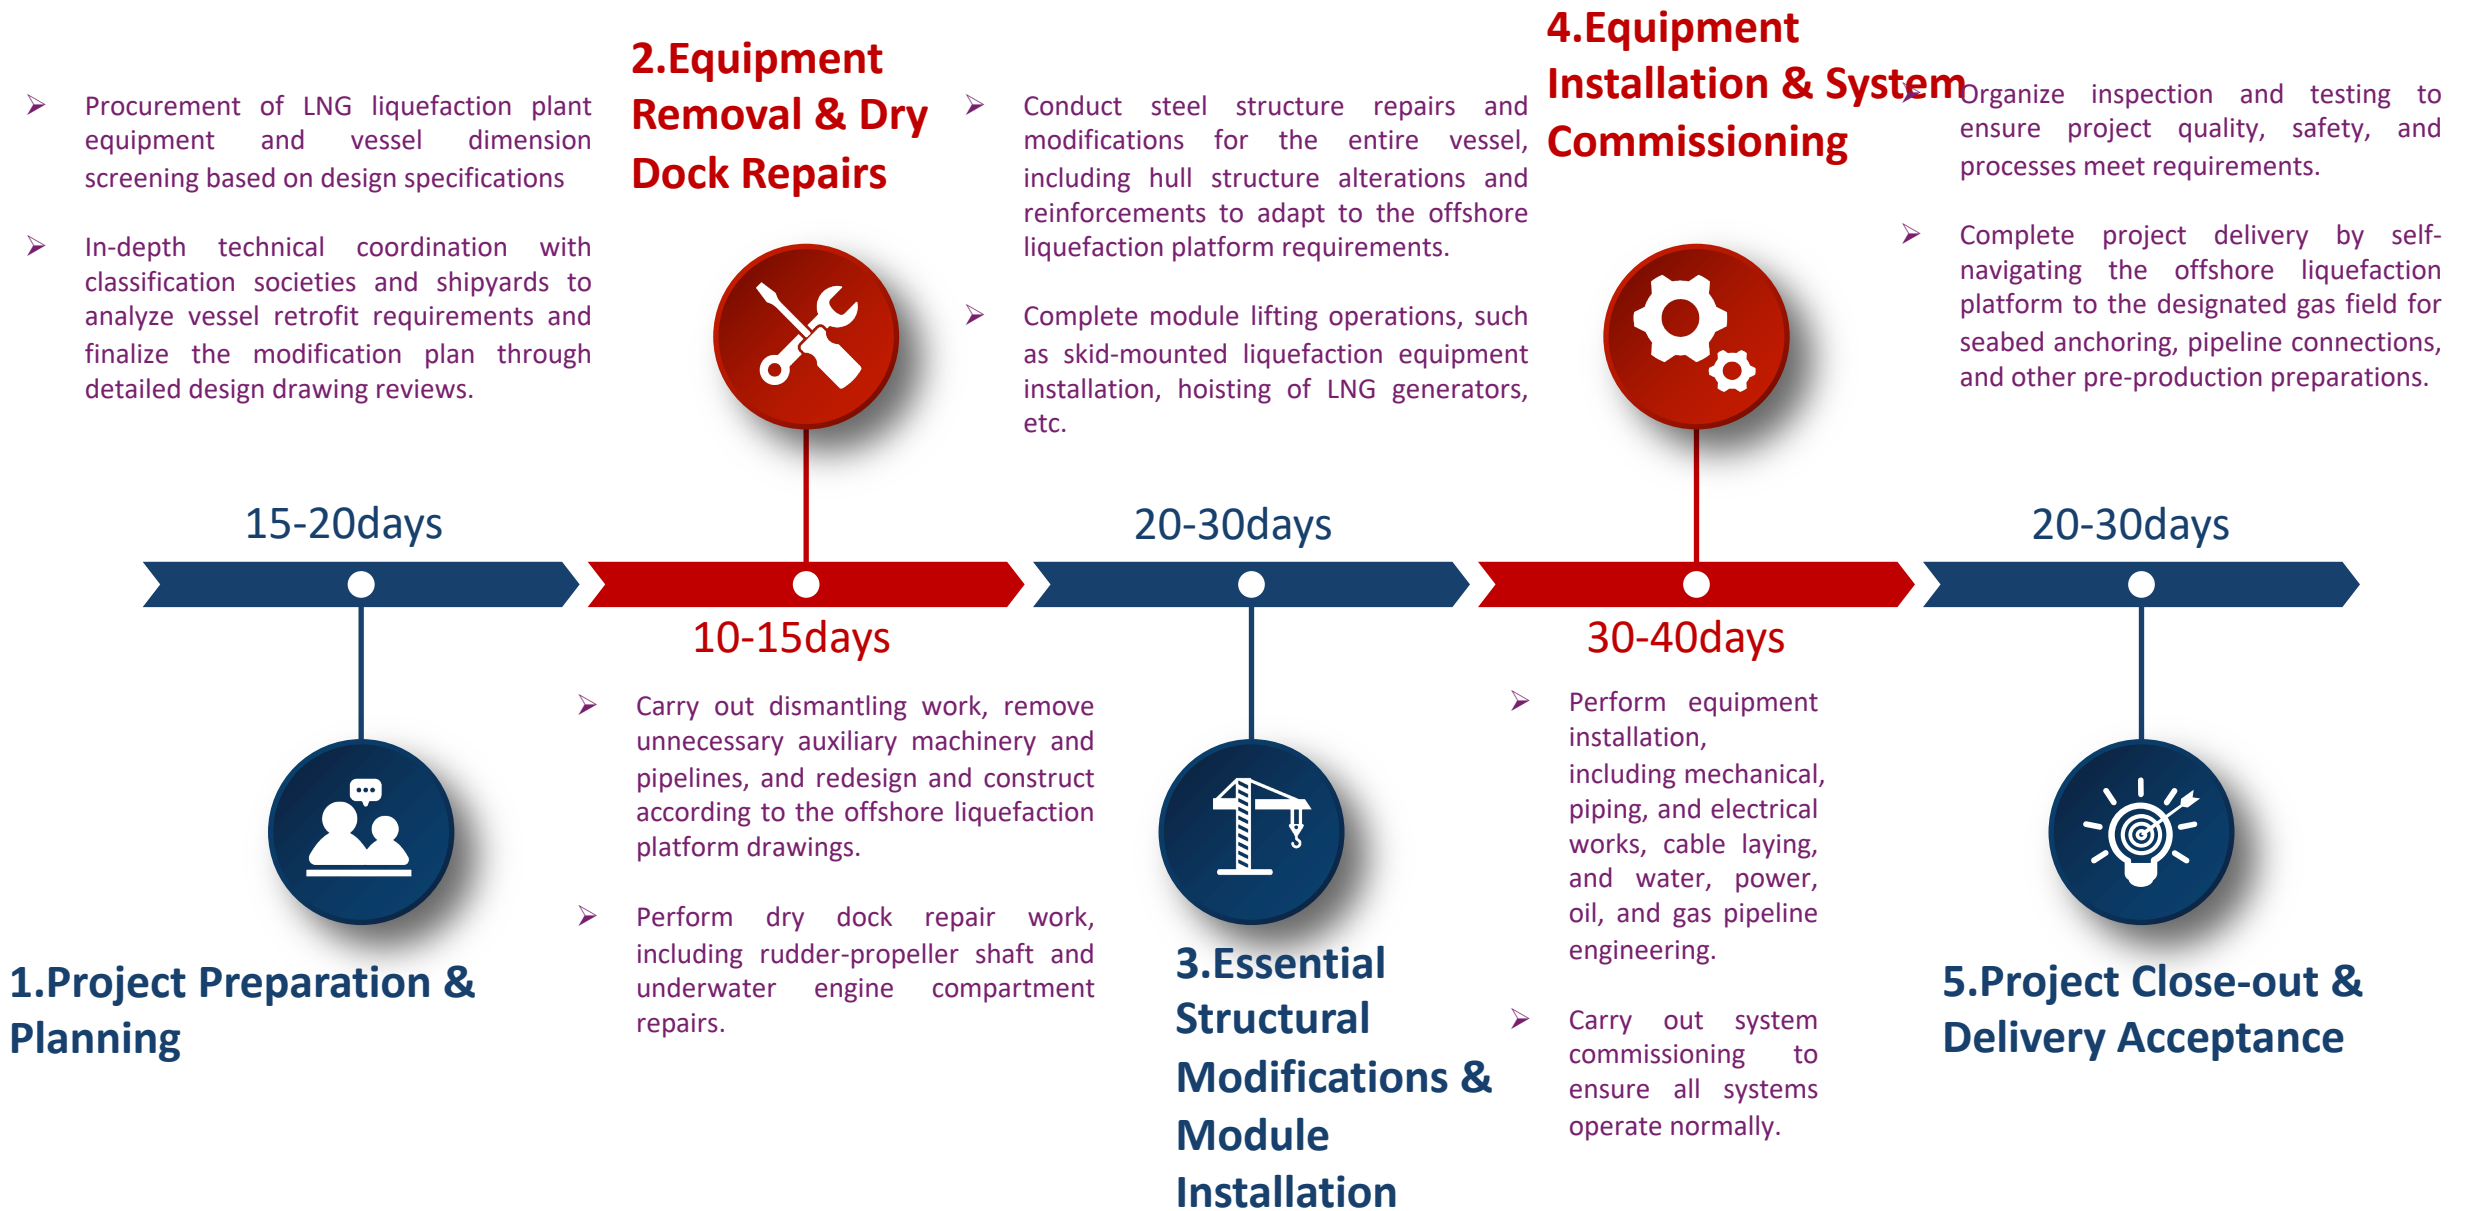 Procurement of LNG liquefaction plant
equipment and vessel dimension
screening based on design specifications
In-depth technical coordination with
classification societies and shipyards to
analyze vessel retrofit requirements and
finalize the modification plan through
detailed design drawing reviews.
15-20days
1.Project Preparation &
Planning
2.Equipment
Removal & Dry
Dock Repairs
10-15days
Carry out dismantling work, remove
unnecessary auxiliary machinery and
pipelines, and redesign and construct
according to the offshore liquefaction
platform drawings.
Perform dry dock repair work,
including rudder-propeller shaft and
underwater engine compartment
repairs.
Conduct steel structure repairs and
modifications for the entire vessel,
including hull structure alterations and
reinforcements to adapt to the offshore
liquefaction platform requirements.
Complete module lifting operations, such
as skid-mounted liquefaction equipment
installation, hoisting of LNG generators,
etc.
20-30days
3.Essential
Structural
Modifications &
Module
Installation
4.Equipment
Installation & System
Commissioning
30-40days
Perform equipment
installation,
including mechanical,
piping, and electrical
works, cable laying,
and water, power,
oil, and gas pipeline
engineering.
Carry out system
commissioning to
ensure all systems
operate normally.
Organize inspection and testing to
ensure project quality, safety, and
processes meet requirements.
Complete project delivery by self-
navigating the offshore liquefaction
platform to the designated gas field for
seabed anchoring, pipeline connections,
and other pre-production preparations.
20-30days
5.Project Close-out &
Delivery Acceptance